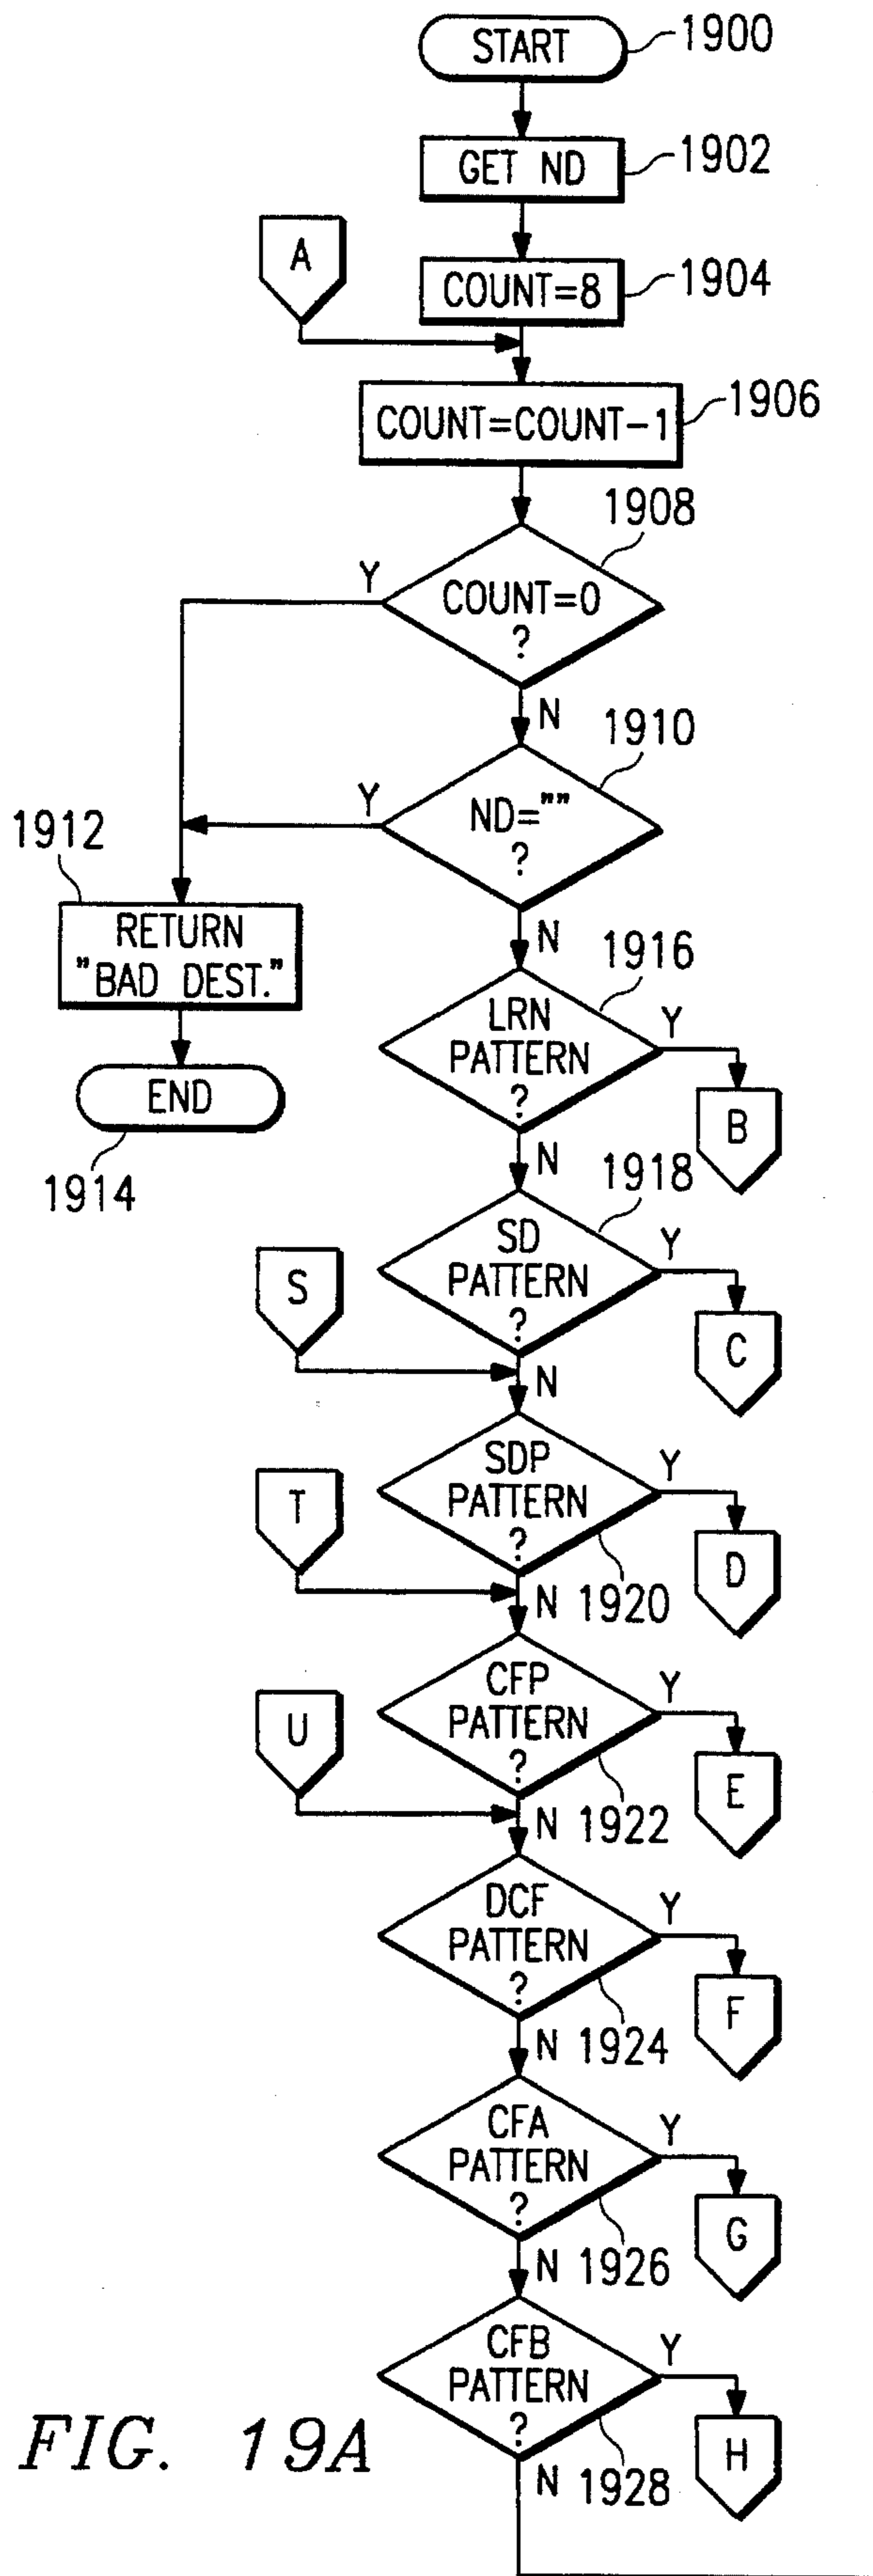 START
1900
GET ND
1902
A
COUNT=8
1904
COUNT=COUNT-1
1906
1908
COUNT=0
?
Y
N
1910
ND=""
?
Y
N
1912
RETURN
"BAD DEST."
END
1914
1916
LRN
PATTERN
?
Y
B
N
1918
SD
PATTERN
?
Y
C
S
N
SDP
PATTERN
?
Y
D
T
N
1920
CFP
PATTERN
?
Y
E
U
N
1922
DCF
PATTERN
?
Y
F
N
1924
CFA
PATTERN
?
Y
G
N
1926
CFB
PATTERN
?
Y
H
N
1928
FIG. 19A